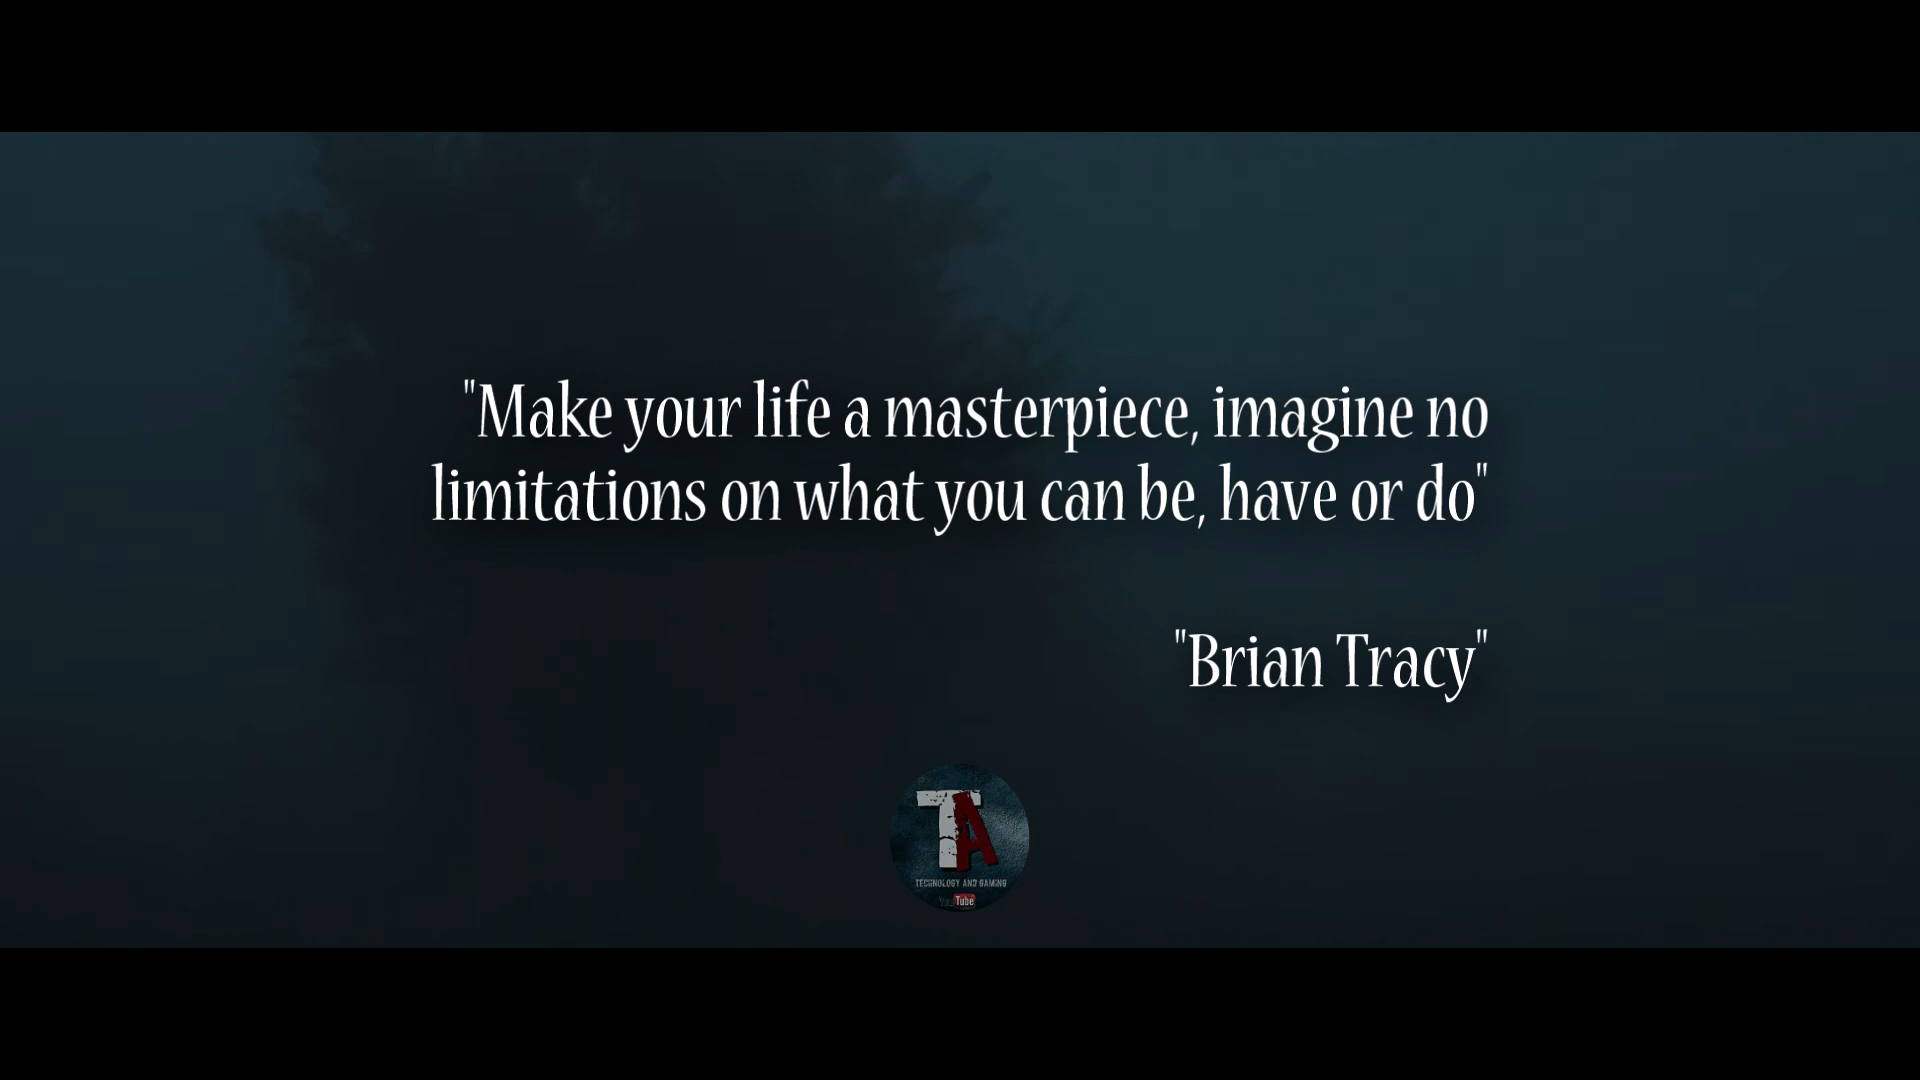 "Make your life a masterpiece, imagine no
limitations on what you can be, have or do"
"Brian Tracy"
TA
TECHNOLOGY AND GAMING
YouTube